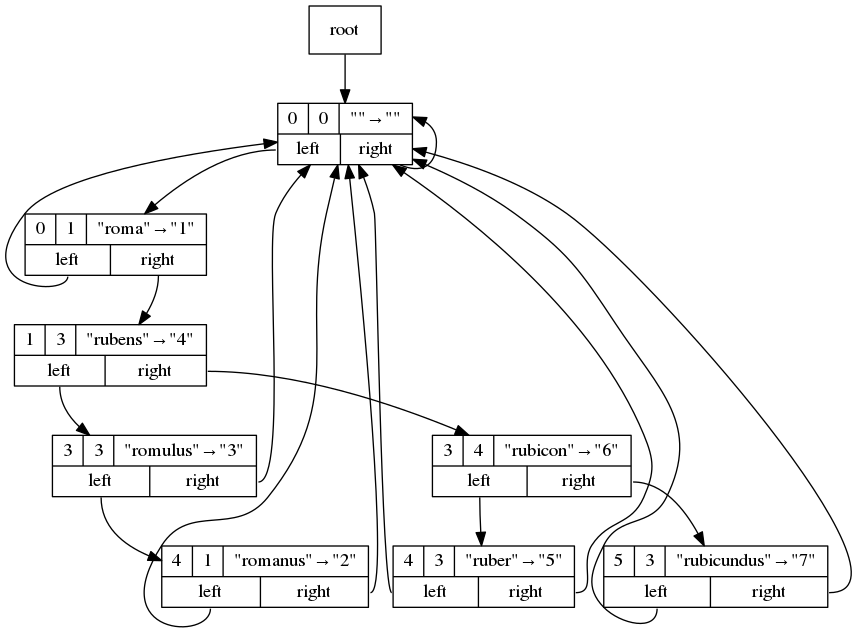 root
0 0 "" → ""
left right
0 1 "roma" → "1"
left right
1 3 "rubens" → "4"
left right
3 3 "romulus" → "3"
left right
3 4 "rubicon" → "6"
left right
4 1 "romanus" → "2"
left right
4 3 "ruber" → "5"
left right
5 3 "rubicundus" → "7"
left right